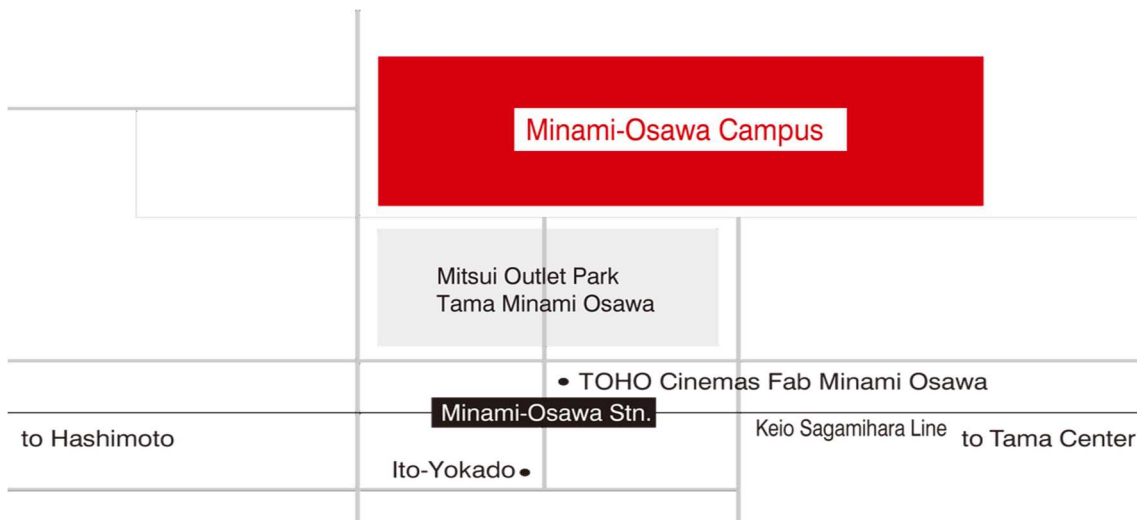 Minami-Osawa Campus
Mitsui Outlet Park
Tama Minami Osawa
TOHO Cinemas Fab Minami Osawa
Minami-Osawa Stn.
to Hashimoto
Keio Sagamihara Line
to Tama Center
Ito-Yokado